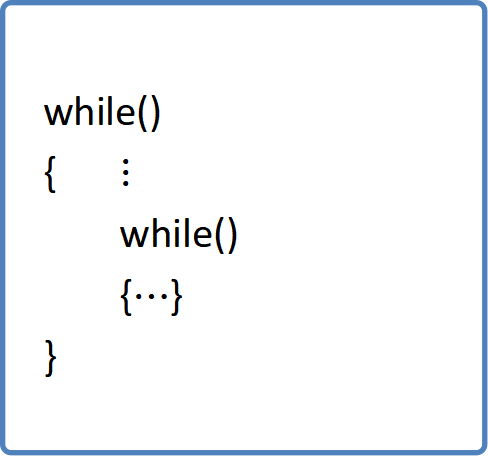 while()
{ ⋮
while()
{⋯}
}